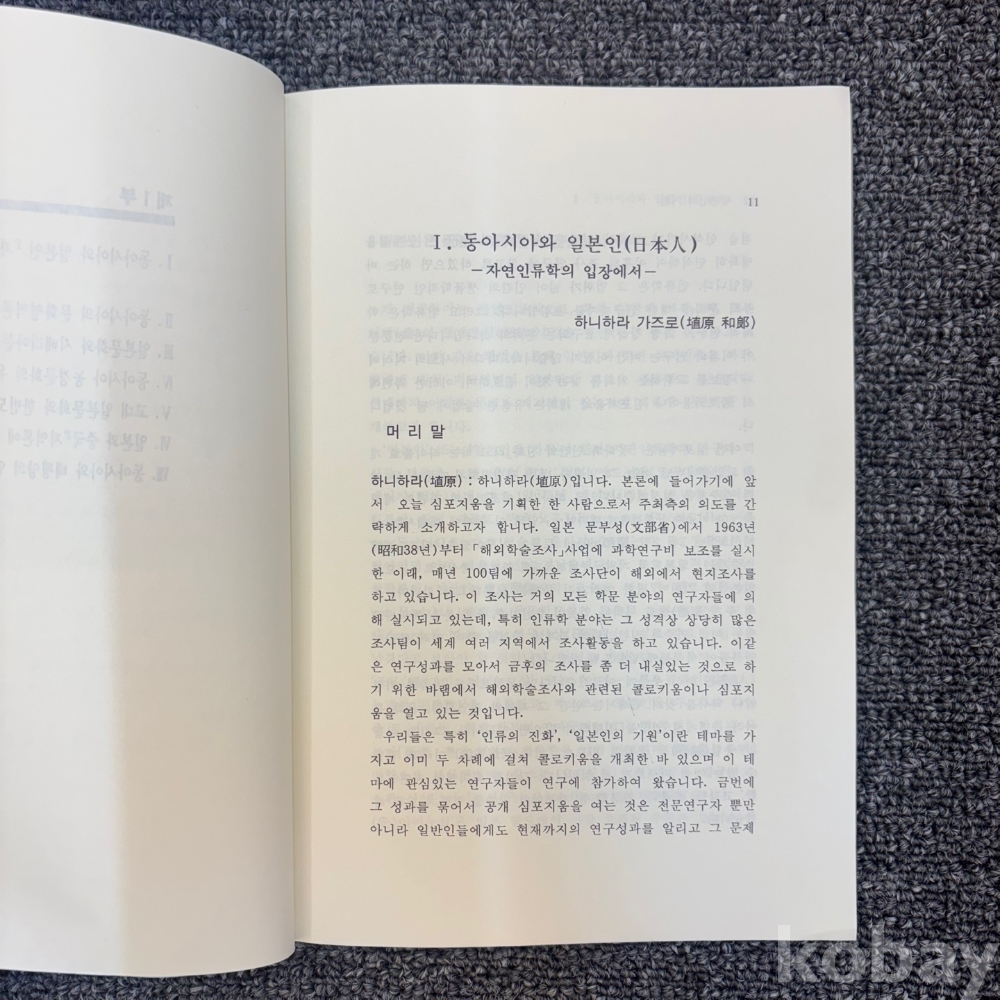 11
I. 동아시아와 일본인(日本人)
-자연인류학의 입장에서-
하니하라 가즈로(埴原 和郞)
머 리 말
하니하라(埴原) : 하니하라(埴原)입니다. 본론에 들어가기에 앞
서 오늘 심포지움을 기획한 한 사람으로서 주최측의 의도를 간
략하게 소개하고자 합니다. 일본 문부성(文部省)에서 1963년
(昭和38년)부터 「해외학술조사」사업에 과학연구비 보조를 실시
한 이래, 매년 100팀에 가까운 조사단이 해외에서 현지조사를
하고 있습니다. 이 조사는 거의 모든 학문 분야의 연구자들에 의
해 실시되고 있는데, 특히 인류학 분야는 그 성격상 상당히 많은
조사팀이 세계 여러 지역에서 조사활동을 하고 있습니다. 이같
은 연구성과를 모아서 금후의 조사를 좀 더 내실있는 것으로 하
기 위한 바램에서 해외학술조사와 관련된 콜로키움이나 심포지
움을 열고 있는 것입니다.
우리들은 특히 '인류의 진화', '일본인의 기원'이란 테마를 가
지고 이미 두 차례에 걸쳐 콜로키움을 개최한 바 있으며 이 테
마에 관심있는 연구자들이 연구에 참가하여 왔습니다. 금번에
그 성과를 묶어서 공개 심포지움을 여는 것은 전문연구자 뿐만
아니라 일반인들에게도 현재까지의 연구성과를 알리고 그 문제
kobay